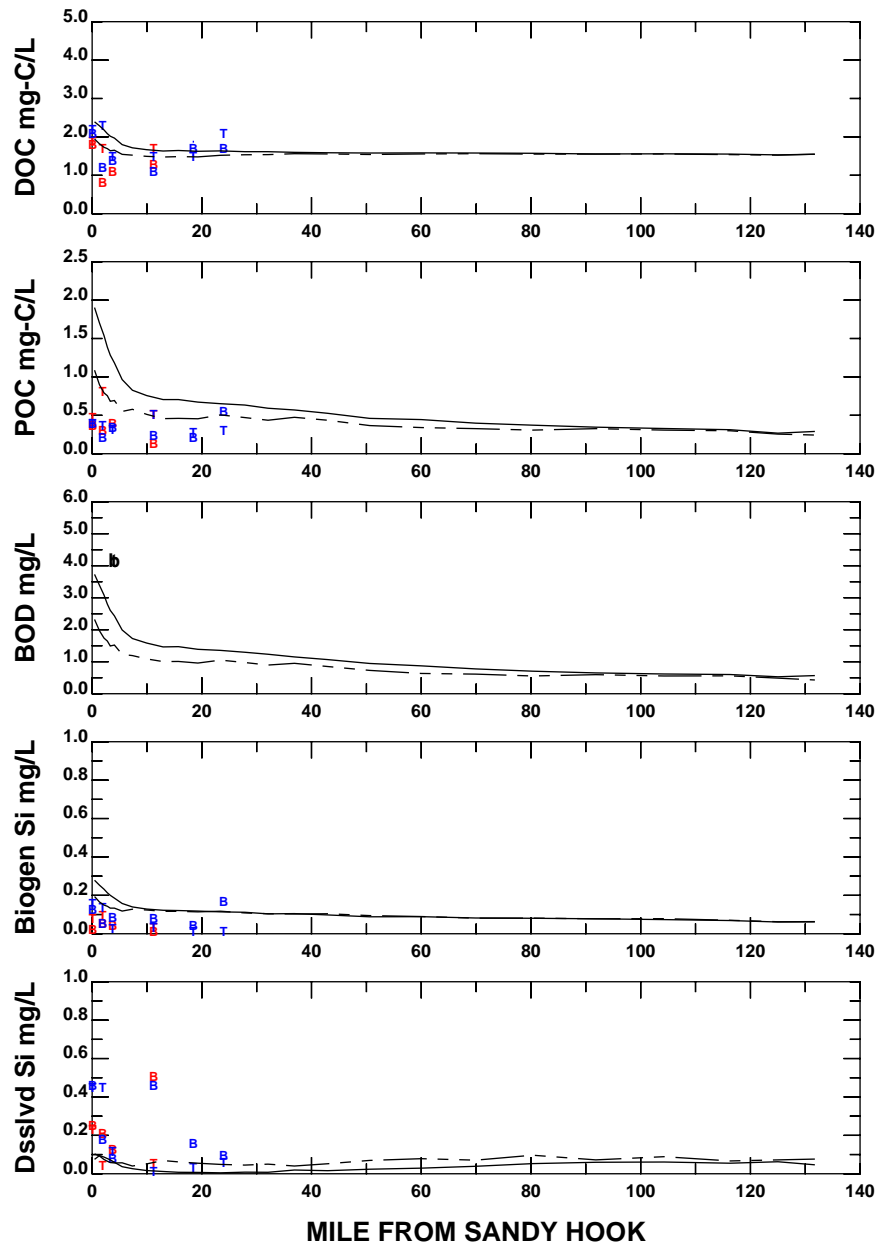 5.0
4.0
3.0
2.0
1.0
0.0
DOC mg-C/L
T B T B T B T B T B T B T B T B T B
0 20 40 60 80 100 120 140
2.5
2.0
1.5
1.0
0.5
0.0
POC mg-C/L
0 20 40 60 80 100 120 140
6.0
5.0
4.0
3.0
2.0
1.0
0.0
BOD mg/L
0 20 40 60 80 100 120 140
1.0
0.8
0.6
0.4
0.2
0.0
Biogen Si mg/L
0 20 40 60 80 100 120 140
1.0
0.8
0.6
0.4
0.2
0.0
Dsslvd Si mg/L
0 20 40 60 80 100 120 140
MILE FROM SANDY HOOK